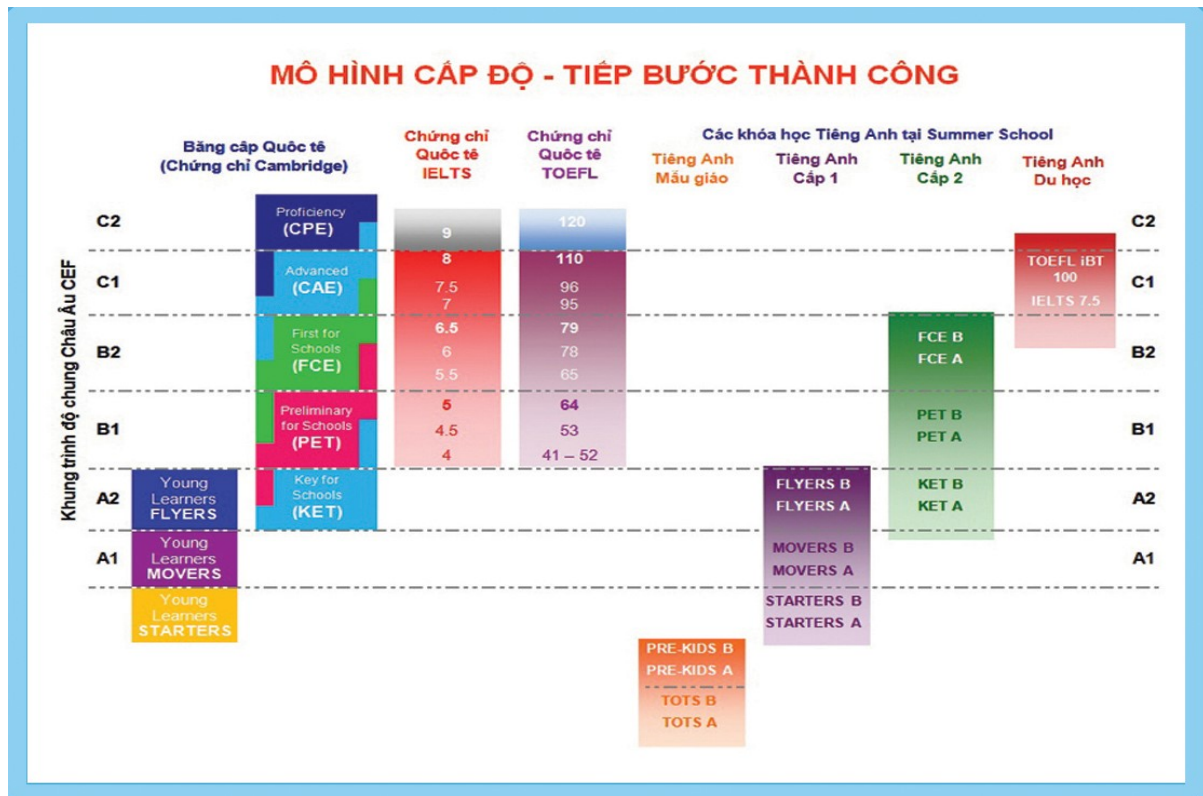 MÔ HÌNH CẤP ĐỘ - TIẾP BƯỚC THÀNH CÔNG
Băng cấp Quốc tế
(Chứng chỉ Cambridge)
Chứng chỉ
Quốc tế
IELTS
Chứng chỉ
Quốc tế
TOEFL
Các khóa học Tiếng Anh tại Summer School
Tiếng Anh
Mẫu giáo
Tiếng Anh
Cấp 1
Tiếng Anh
Cấp 2
Tiếng Anh
Du học
Khung trình độ chung Châu Âu CEF
C2
C1
B2
B1
A2
A1
Young
Learners
FLYERS
Young
Learners
MOVERS
Young
Learners
STARTERS
Proficiency
(CPE)
Advanced
(CAE)
First for
Schools
(FCE)
Preliminary
for Schools
(PET)
Key for
Schools
(KET)
9
8
7.5
7
6.5
6
5.5
5
4.5
4
120
110
96
95
79
78
65
64
53
41 – 52
PRE-KIDS B
PRE-KIDS A
TOTS B
TOTS A
FLYERS B
FLYERS A
MOVERS B
MOVERS A
STARTERS B
STARTERS A
FCE B
FCE A
PET B
PET A
KET B
KET A
TOEFL iBT
100
IELTS 7.5
C2
C1
B2
B1
A2
A1